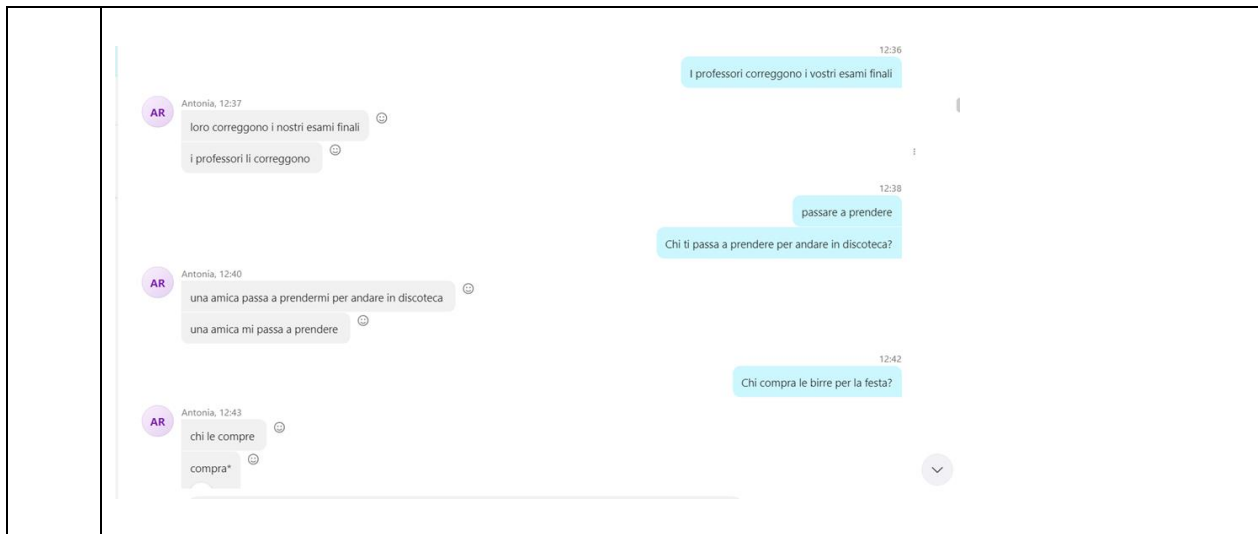 12:36
I professori correggono i vostri esami finali
AR
Antonia, 12:37
loro correggono i nostri esami finali
i professori li correggono
12:38
passare a prendere
Chi ti passa a prendere per andare in discoteca?
AR
Antonia, 12:40
una amica passa a prendermi per andare in discoteca
una amica mi passa a prendere
12:42
Chi compra le birre per la festa?
AR
Antonia, 12:43
chi le compre
compra*